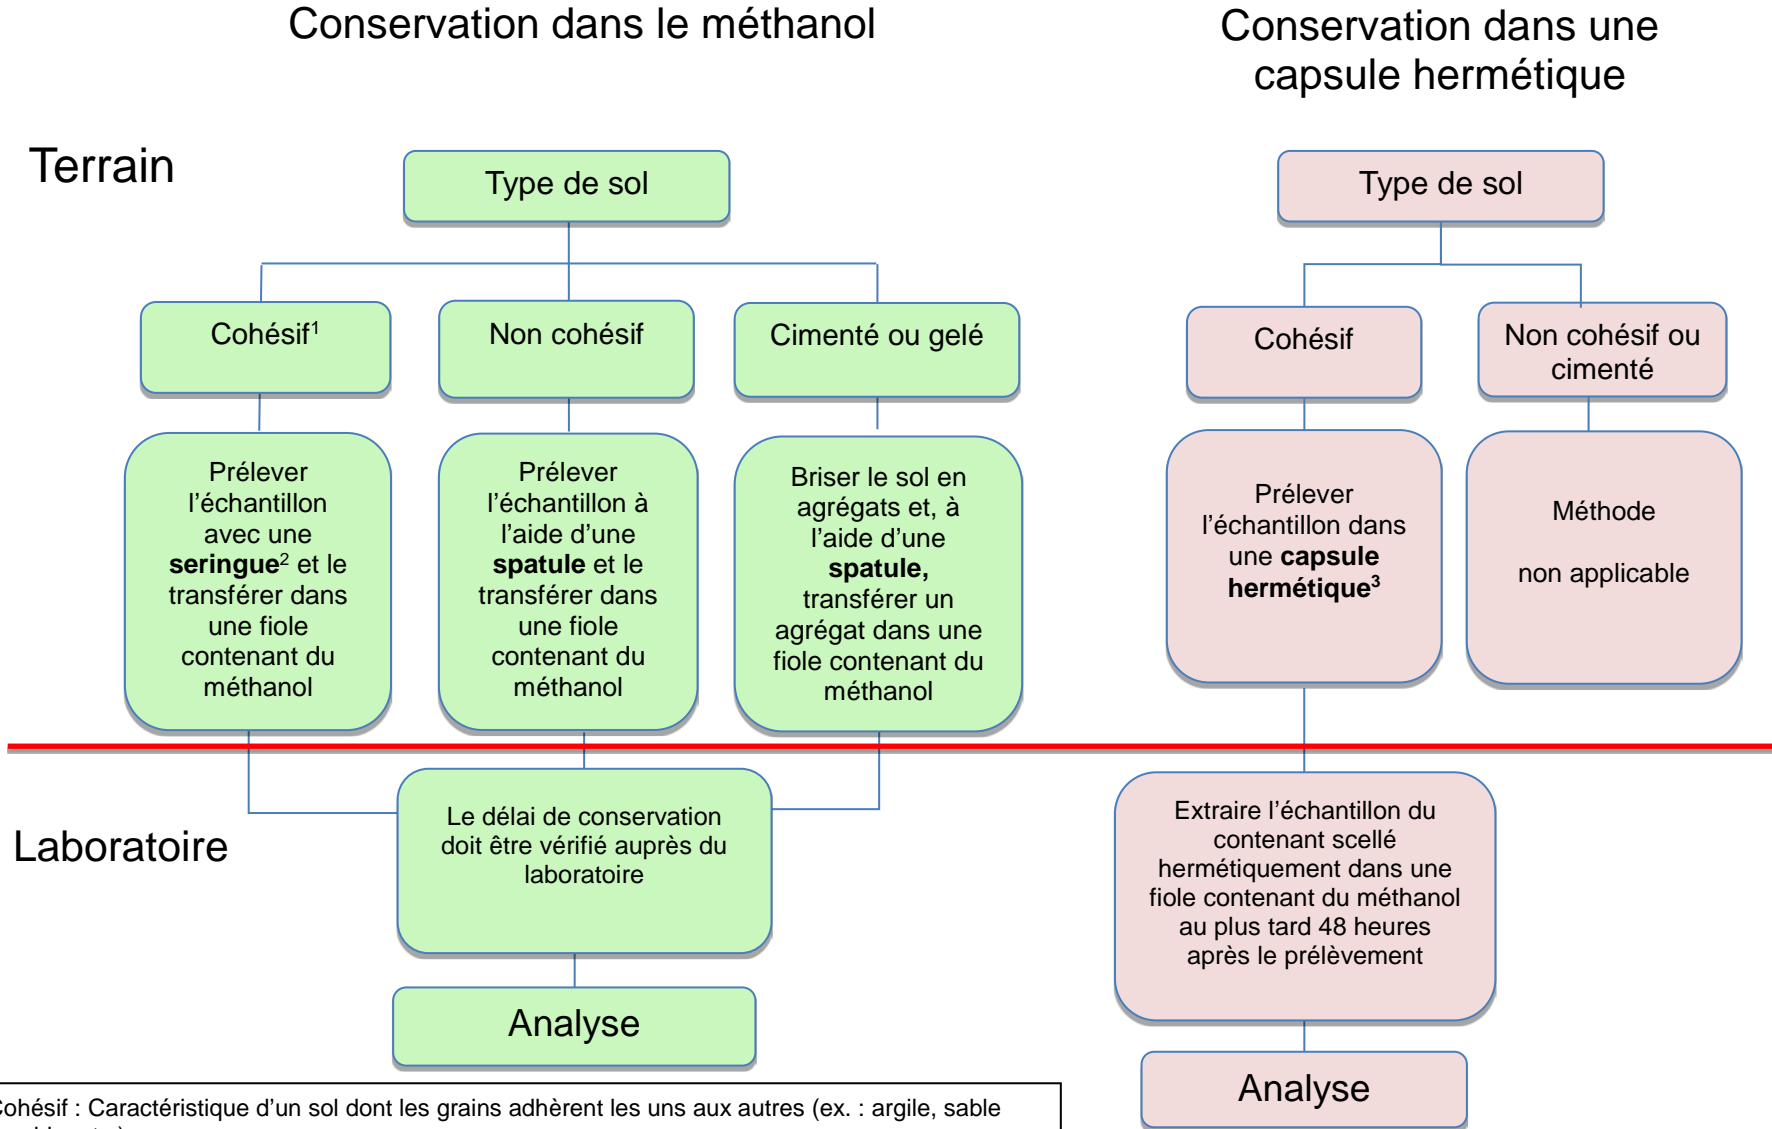 Conservation dans le méthanol
Conservation dans une
capsule hermétique
Terrain
Type de sol
Cohésif¹
Non cohésif
Cimenté ou gelé
Prélever
l’échantillon
avec une
seringue² et le
transférer dans
une fiole
contenant du
méthanol
Prélever
l’échantillon à
l’aide d’une
spatule et le
transférer dans
une fiole
contenant du
méthanol
Briser le sol en
agrégats et, à
l’aide d’une
spatule,
transférer un
agrégat dans une
fiole contenant du
méthanol
Type de sol
Cohésif
Non cohésif ou
cimenté
Prélever
l’échantillon dans
une capsule
hermétique³
Méthode
non applicable
Laboratoire
Le délai de conservation
doit être vérifié auprès du
laboratoire
Analyse
Extraire l’échantillon du
contenant scellé
hermétiquement dans une
fiole contenant du méthanol
au plus tard 48 heures
après le prélèvement
Analyse
Cohésif : Caractéristique d’un sol dont les grains adhèrent les uns aux autres (ex. : argile, sable